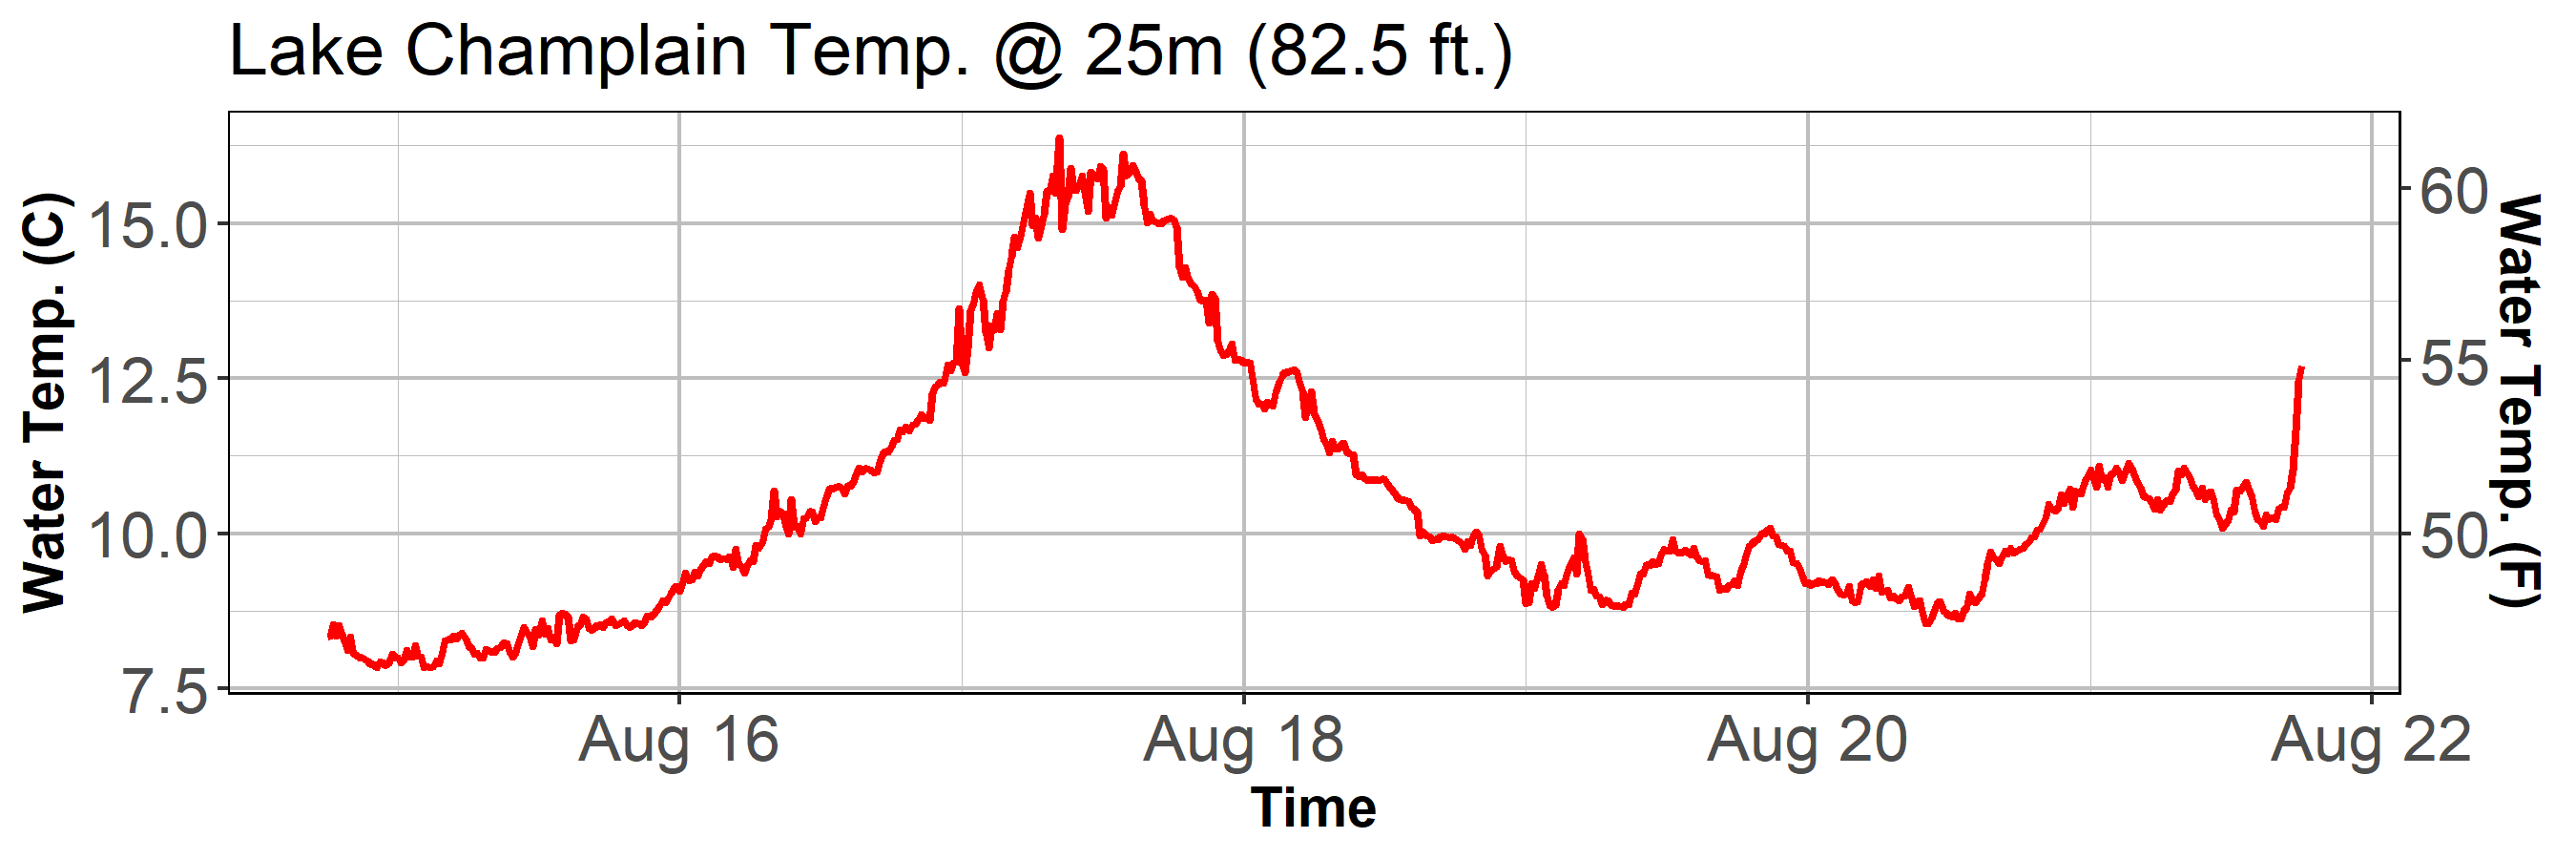 Lake Champlain Temp. @ 25m (82.5 ft.)
Water Temp. (C)
15.0
12.5
10.0
7.5
60
55
50
Water Temp. (F)
Aug 16
Aug 18
Aug 20
Aug 22
Time